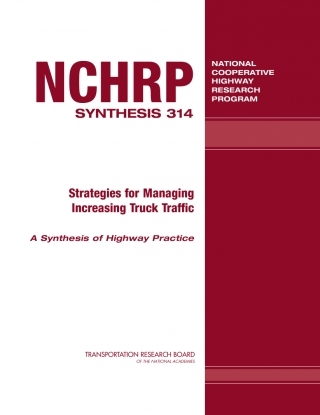 NCHRP
SYNTHESIS 314
NATIONAL
COOPERATIVE
HIGHWAY
RESEARCH
PROGRAM
Strategies for Managing
Increasing Truck Traffic
A Synthesis of Highway Practice
TRANSPORTATION RESEARCH BOARD
OF THE NATIONAL ACADEMIES